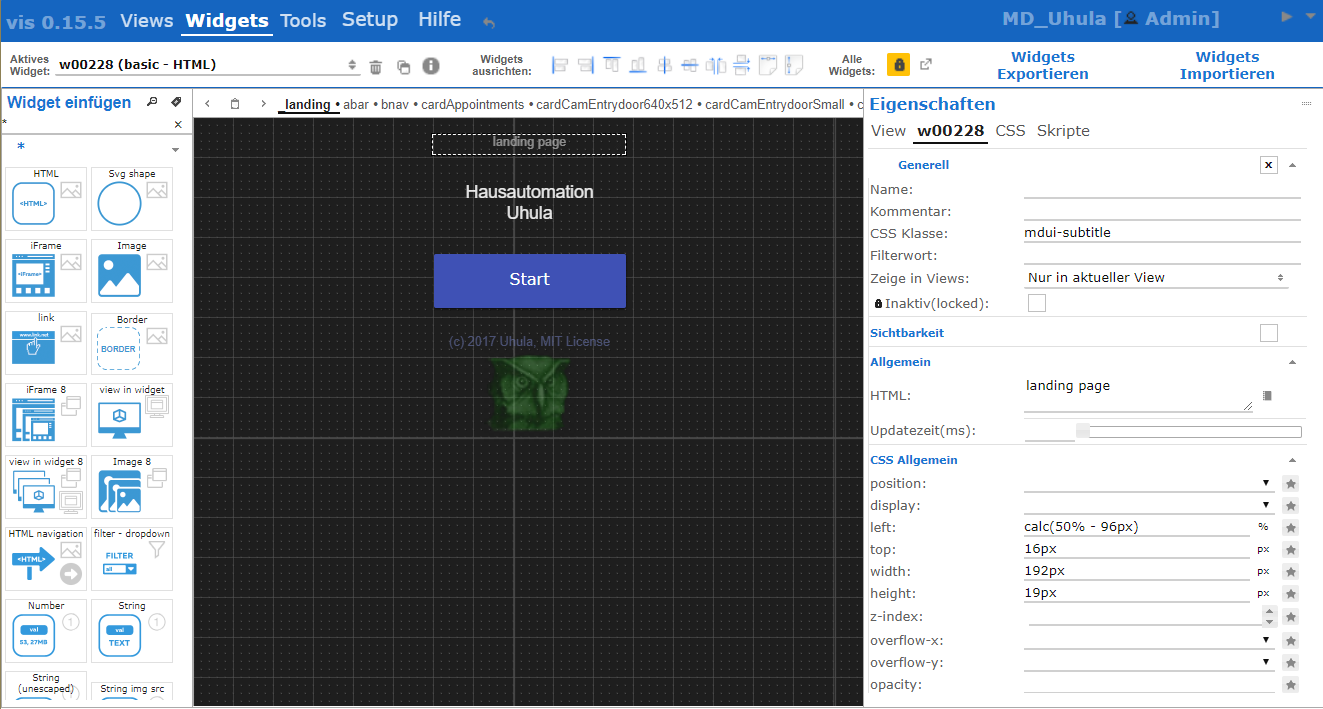 vis 0.15.5 Views Widgets Tools Setup Hilfe MD_Uhula [ Admin]
Aktives Widget: w00228 (basic - HTML) Widgets ausrichten: Alle Widgets: Widgets Exportieren Widgets Importieren
Widget einfügen
*
*
HTML
<HTML>
Svg shape
iFrame
<iFrame>
Image
link
www.link.net
Border
BORDER
iFrame 8
view in widget
view in widget 8
Image 8
HTML navigation
<HTML>
filter - dropdown
FILTER
all
Number
val
53, 27MB
1
String
val
TEXT
1
String (unescaped)
String img src
landing • abar • bnav • cardAppointments • cardCamEntrydoor640x512 • cardCamEntrydoorSmall • c
landing page
Hausautomation
Uhula
Start
(c) 2017 Uhula, MIT License
Eigenschaften
View w00228 CSS Skripte
Generell x
Name:
Kommentar:
CSS Klasse: mdui-subtitle
Filterwort:
Zeige in Views: Nur in aktueller View
Inaktiv(locked):
Sichtbarkeit
Allgemein
HTML: landing page
Updatezeit(ms):
CSS Allgemein
position:
display:
left: calc(50% - 96px) %
top: 16px px
width: 192px px
height: 19px px
z-index:
overflow-x:
overflow-y:
opacity: